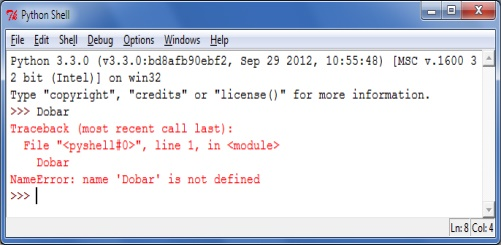 Python Shell
File Edit Shell Debug Options Windows Help
Python 3.3.0 (v3.3.0:bd8afb90ebf2, Sep 29 2012, 10:55:48) [MSC v.1600 3
2 bit (Intel)] on win32
Type "copyright", "credits" or "license()" for more information.
>>> Dobar
Traceback (most recent call last):
  File "<pyshell#0>", line 1, in <module>
    Dobar
NameError: name 'Dobar' is not defined
>>>
Ln: 8 Col: 4